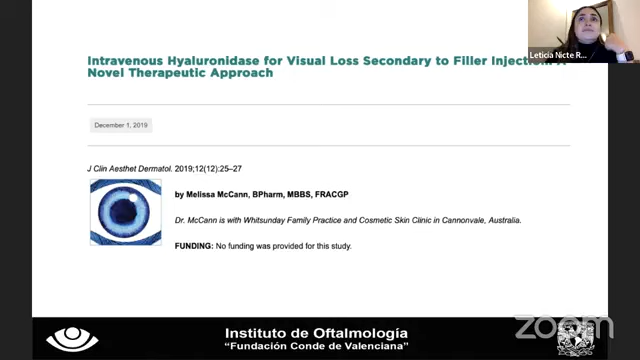 Intravenous Hyaluronidase for Visual Loss Secondary to Filler Injection: A
Novel Therapeutic Approach
Leticia Nicte R...
December 1, 2019
J Clin Aesthet Dermatol. 2019;12(12):25–27
by Melissa McCann, BPharm, MBBS, FRACGP
Dr. McCann is with Whitsunday Family Practice and Cosmetic Skin Clinic in Cannonvale, Australia.
FUNDING: No funding was provided for this study.
Instituto de Oftalmología
“Fundación Conde de Valenciana”
zoom